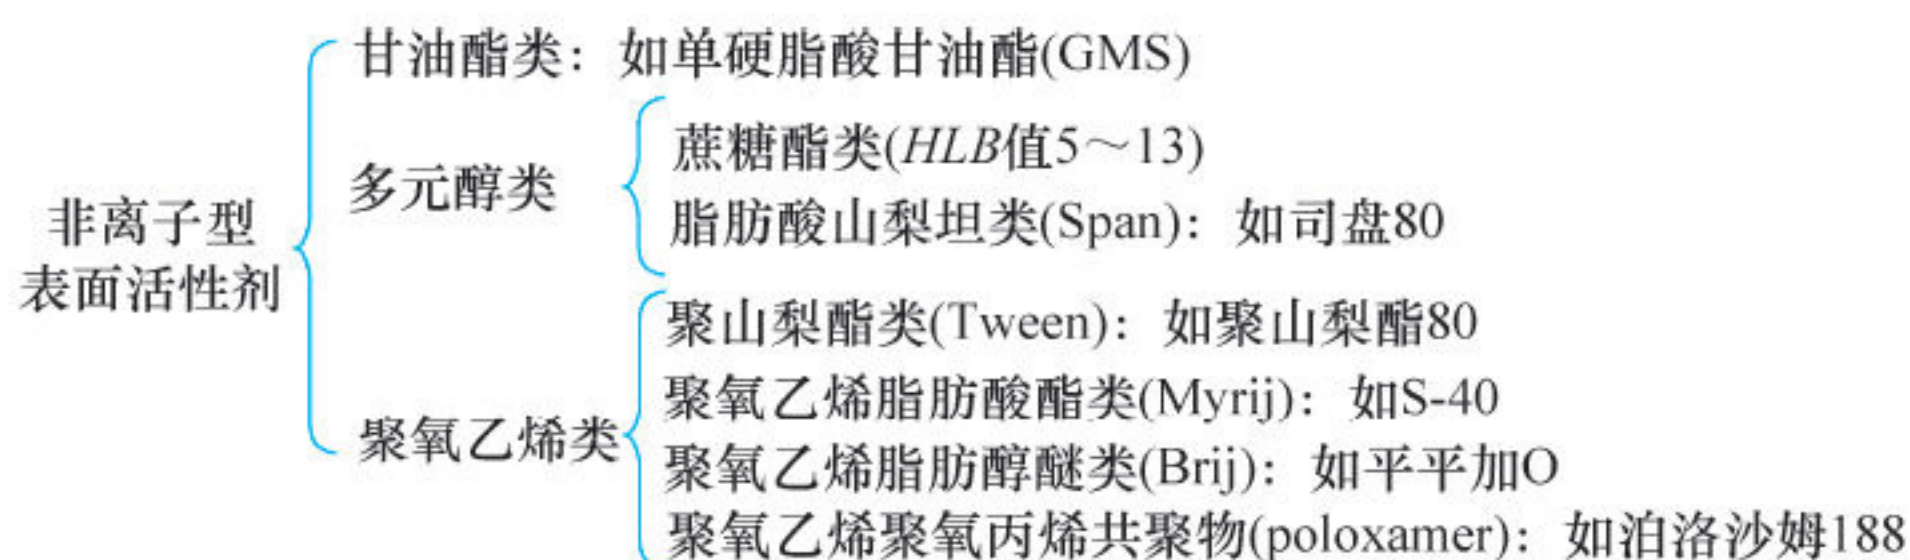 甘油酯类：如单硬脂酸甘油酯(GMS)
多元醇类
蔗糖酯类(HLB值5～13)
脂肪酸山梨坦类(Span)：如司盘80
非离子型
表面活性剂
聚氧乙烯类
聚山梨酯类(Tween)：如聚山梨酯80
聚氧乙烯脂肪酸酯类(Myrij)：如S-40
聚氧乙烯脂肪醇醚类(Brij)：如平平加O
聚氧乙烯聚氧丙烯共聚物(poloxamer)：如泊洛沙姆188